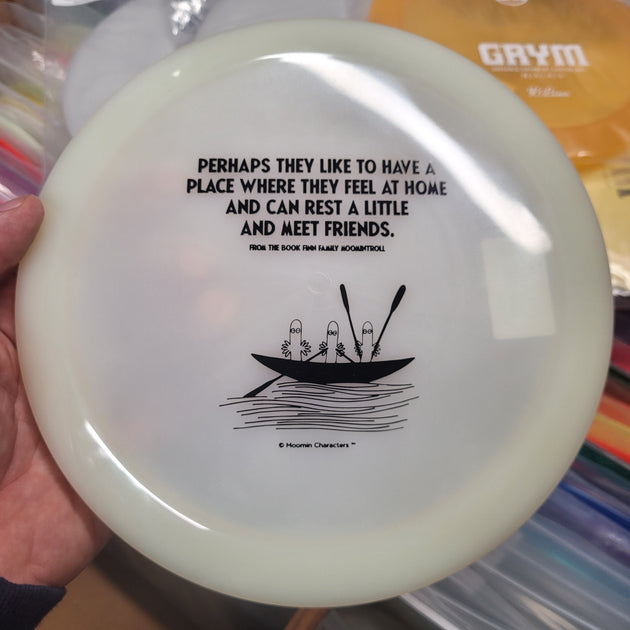 GRYM
PERHAPS THEY LIKE TO HAVE A
PLACE WHERE THEY FEEL AT HOME
AND CAN REST A LITTLE
AND MEET FRIENDS.
FROM THE BOOK FINN FAMILY MOOMINTROLL
© Moomin Characters ™